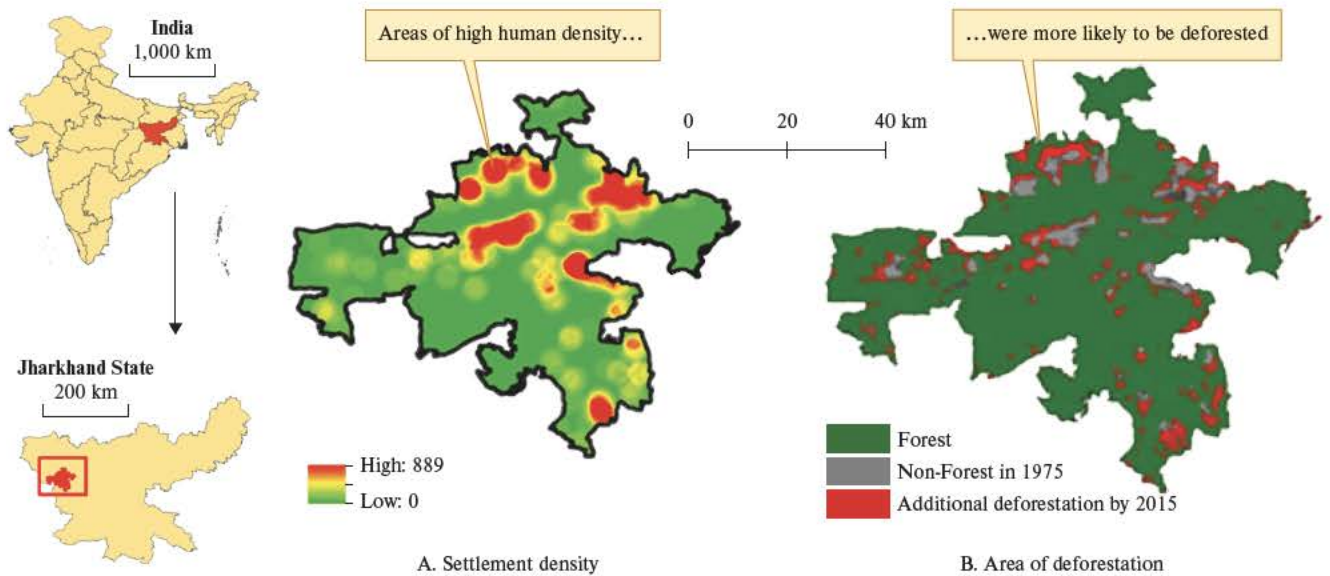 India
1,000 km
Jharkhand State
200 km
Areas of high human density…
…were more likely to be deforested
0 20 40 km
High: 889
Low: 0
A. Settlement density
Forest
Non-Forest in 1975
Additional deforestation by 2015
B. Area of deforestation